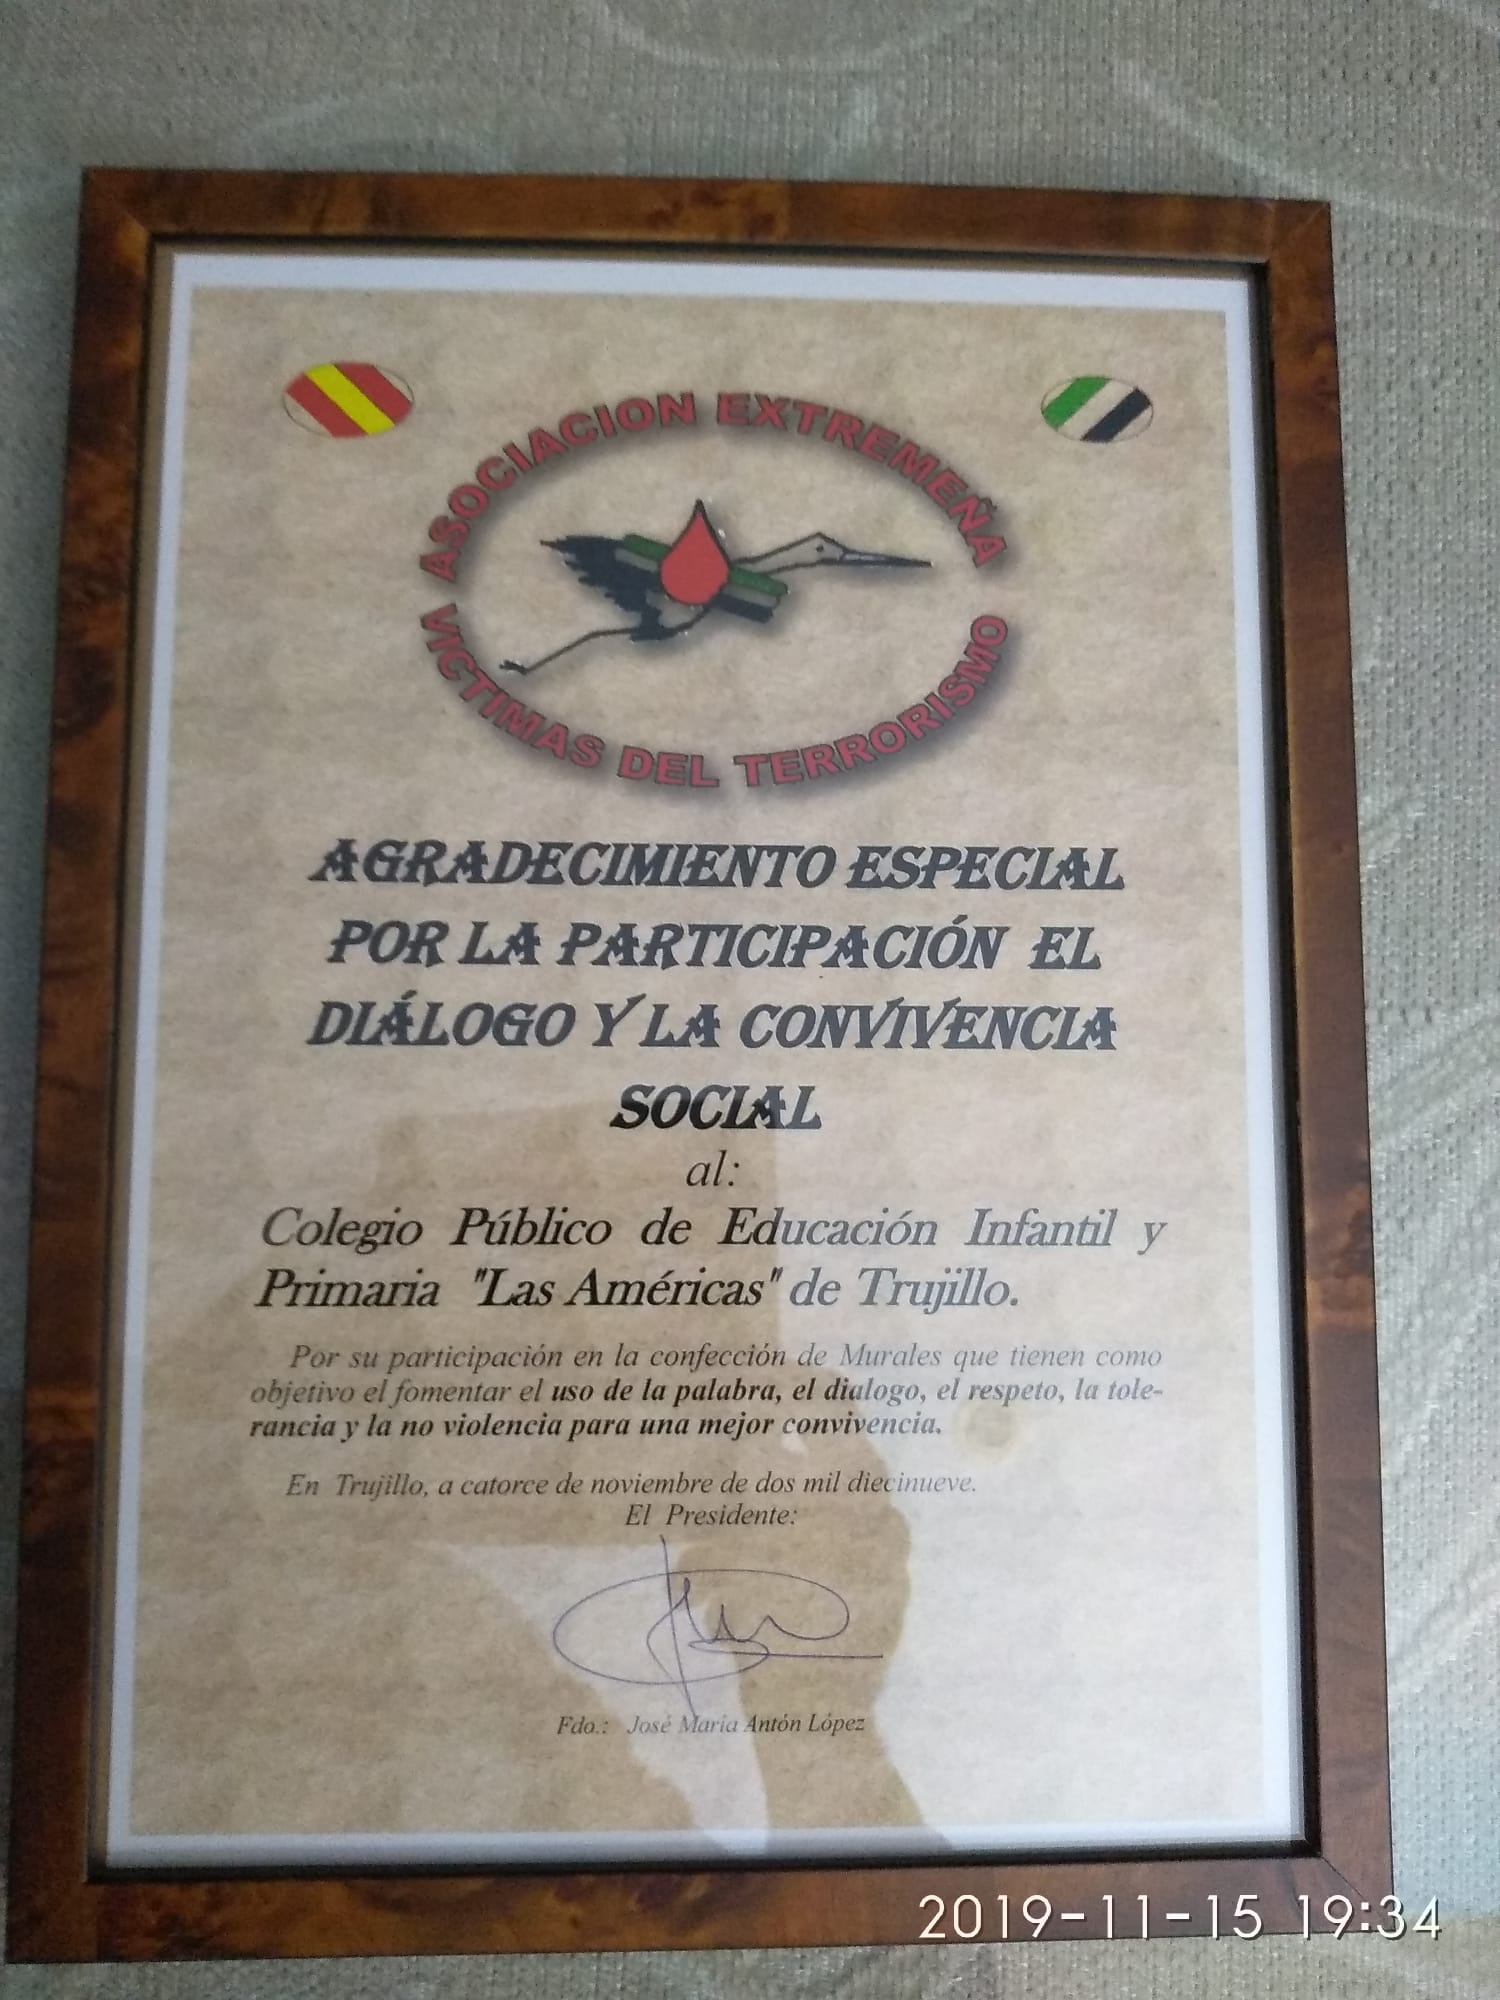 ASOCIACION EXTREMEÑA
VICTIMAS DEL TERRORISMO
AGRADECIMIENTO ESPECIAL
POR LA PARTICIPACIÓN EL
DIÁLOGO Y LA CONVIVENCIA
SOCIAL
al:
Colegio Público de Educación Infantil y
Primaria "Las Américas" de Trujillo.
Por su participación en la confección de Murales que tienen como
objetivo el fomentar el uso de la palabra, el dialogo, el respeto, la tole-
rancia y la no violencia para una mejor convivencia.
En Trujillo, a catorce de noviembre de dos mil diecinueve.
El Presidente:
Fdo.: José María Antón López
2019-11-15 19:34